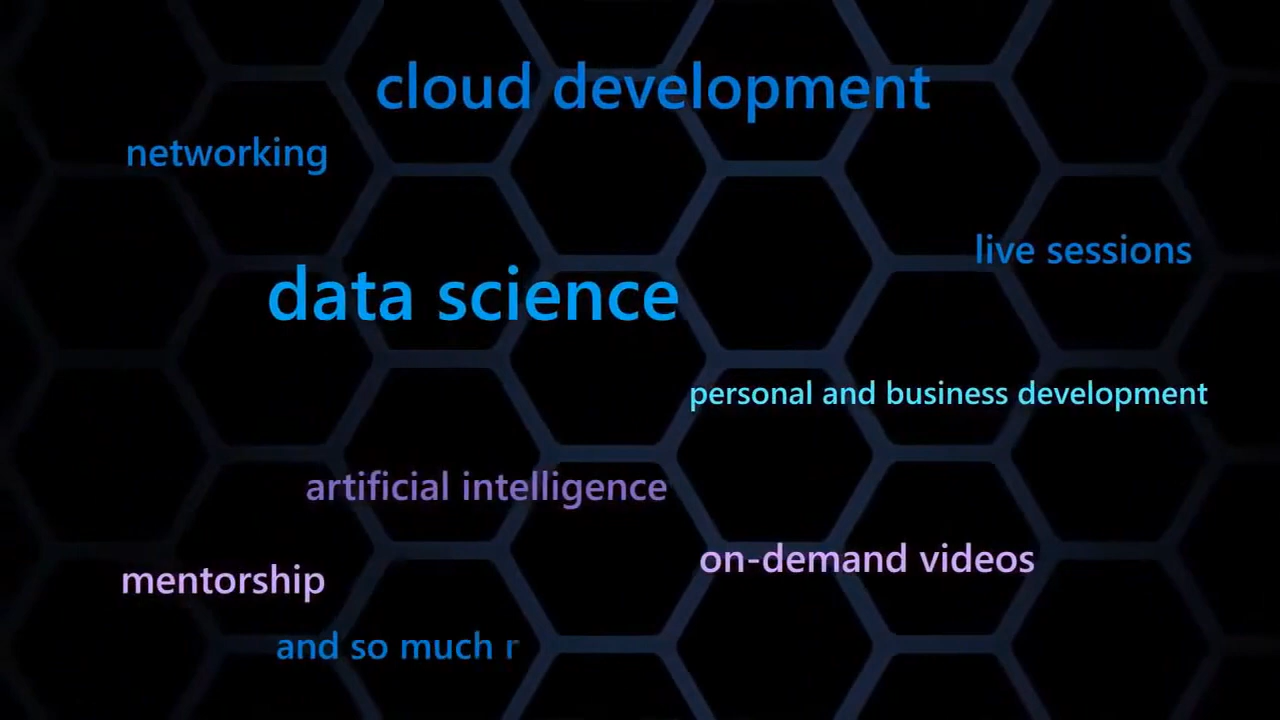 cloud development
networking
live sessions
data science
personal and business development
artificial intelligence
on-demand videos
mentorship
and so much